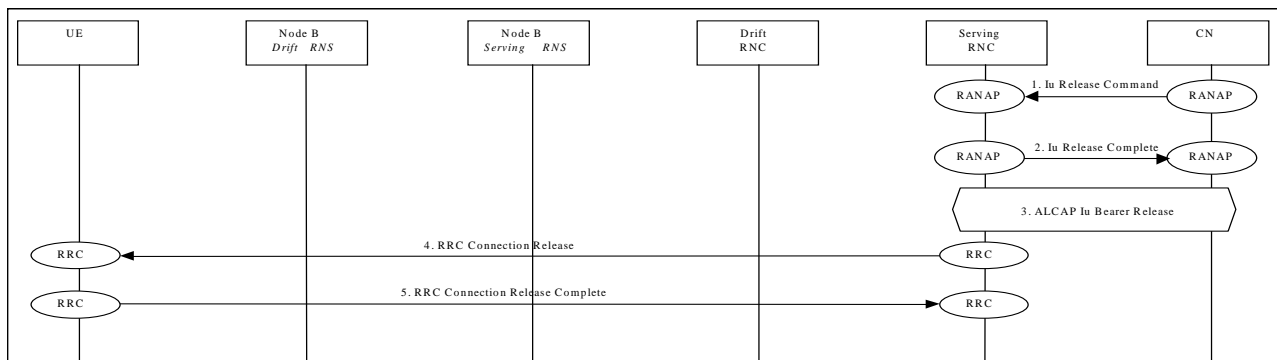 UE
Node B
Drift RNS
Node B
Serving RNS
Drift
RNC
Serving
RNC
CN
RANAP
1. Iu Release Command
RANAP
RANAP
2. Iu Release Complete
RANAP
3. ALCAP Iu Bearer Release
RRC
4. RRC Connection Release
RRC
RRC
5. RRC Connection Release Complete
RRC